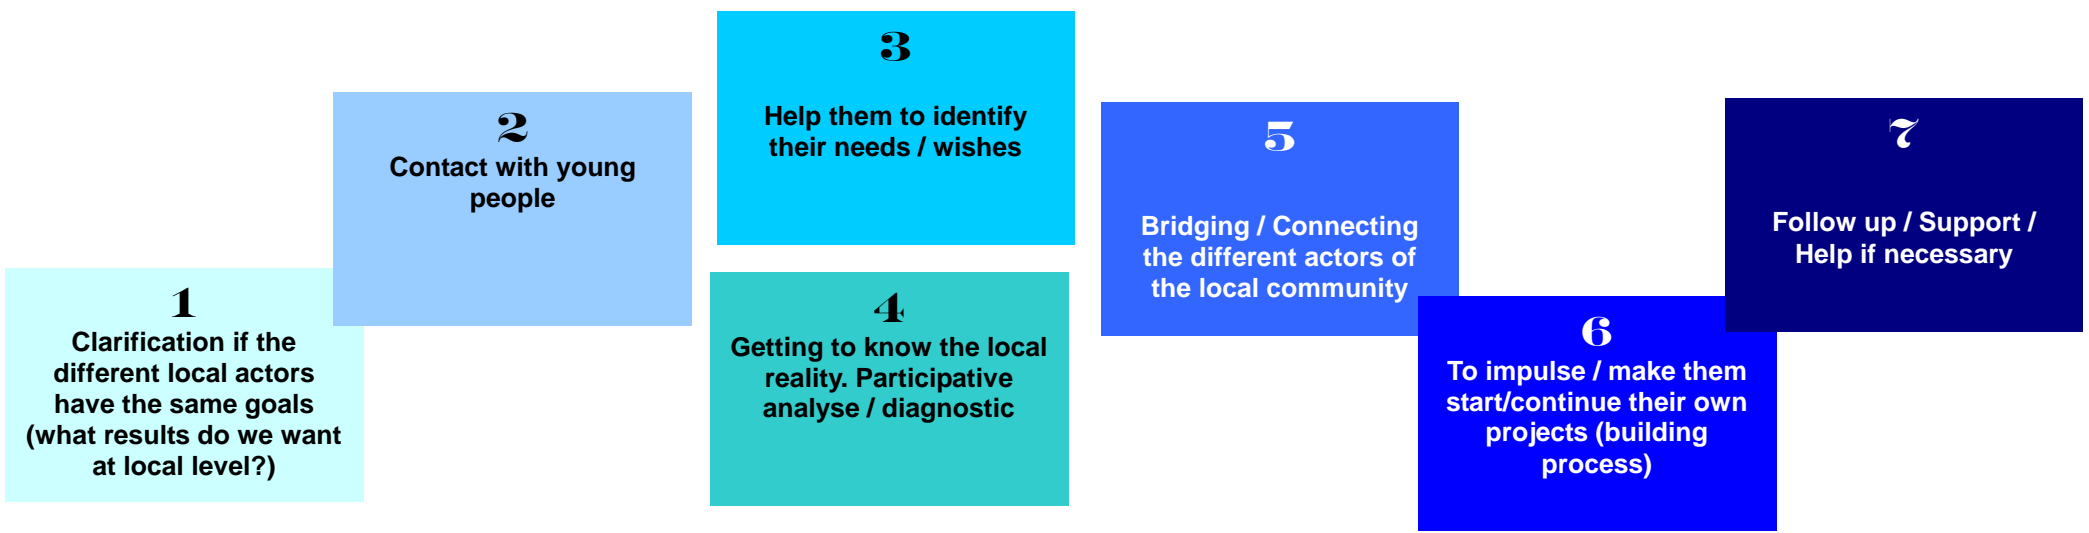 1
Clarification if the
different local actors
have the same goals
(what results do we want
at local level?)
2
Contact with young
people
3
Help them to identify
their needs / wishes
4
Getting to know the local
reality. Participative
analyse / diagnostic
5
Bridging / Connecting
the different actors of
the local community
6
To impulse / make them
start/continue their own
projects (building
process)
7
Follow up / Support /
Help if necessary